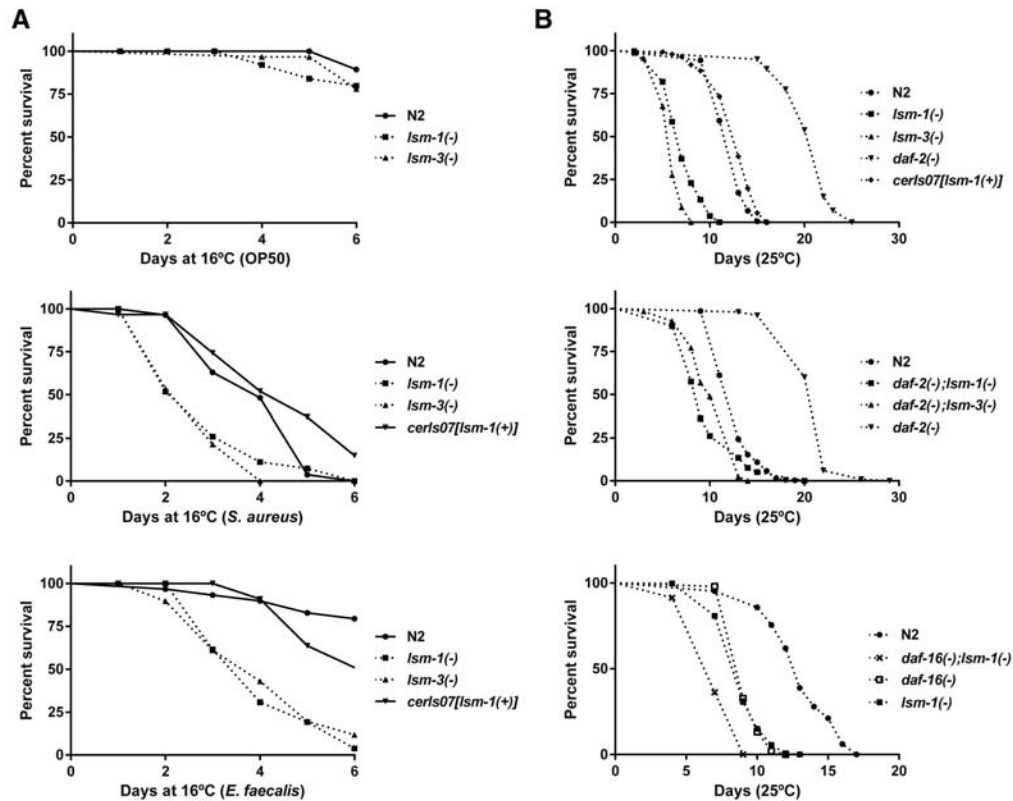 A
Percent survival
100
75
50
25
0
0 2 4 6
Days at 16ºC (OP50)
N2
lsm-1(-)
lsm-3(-)
Percent survival
100
75
50
25
0
0 2 4 6
Days at 16ºC (S. aureus)
N2
lsm-1(-)
lsm-3(-)
cerIs07[lsm-1(+)]
Percent survival
100
75
50
25
0
0 2 4 6
Days at 16ºC (E. faecalis)
N2
lsm-1(-)
lsm-3(-)
cerIs07[lsm-1(+)]
B
Percent survival
100
75
50
25
0
0 10 20 30
Days (25ºC)
N2
lsm-1(-)
lsm-3(-)
daf-2(-)
cerIs07[lsm-1(+)]
Percent survival
100
75
50
25
0
0 10 20 30
Days (25ºC)
N2
daf-2(-);lsm-1(-)
daf-2(-);lsm-3(-)
daf-2(-)
Percent survival
100
75
50
25
0
0 5 10 15 20
Days (25ºC)
N2
daf-16(-);lsm-1(-)
daf-16(-)
lsm-1(-)